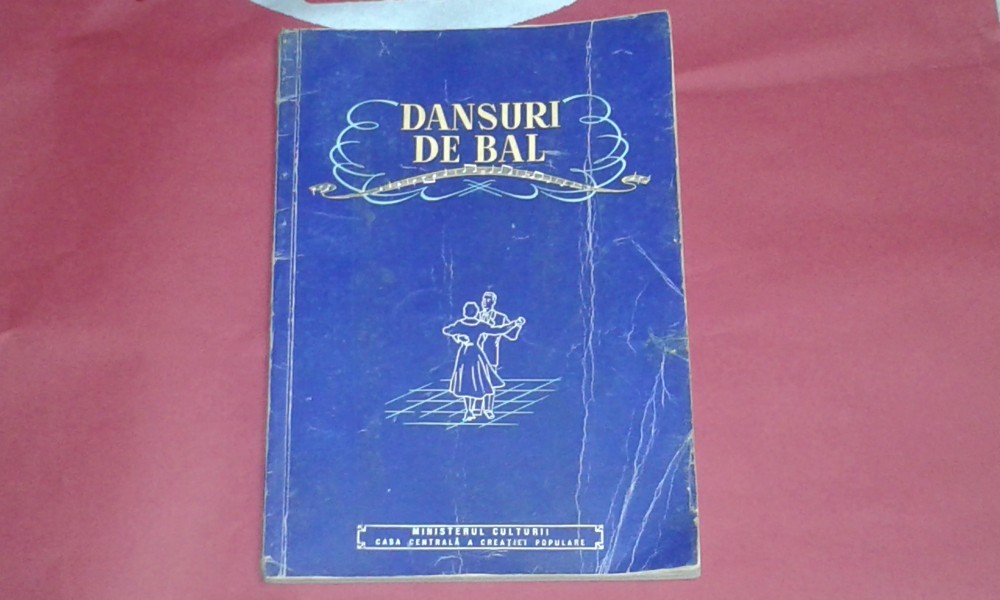 DANSURI
DE BAL
MINISTERUL CULTURII
CASA CENTRALĂ A CREAȚIEI POPULARE